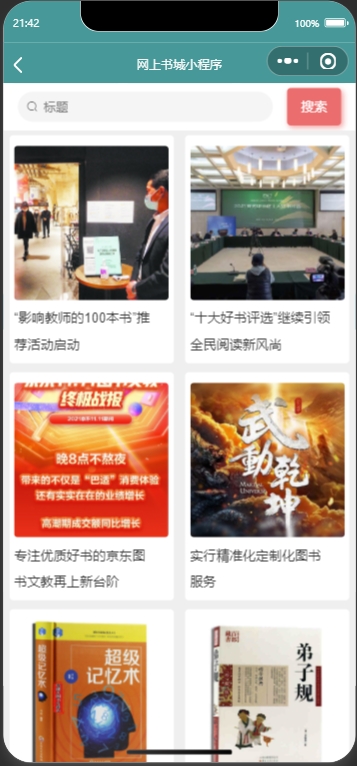 21:42
100%
网上书城小程序
标题
搜索
“影响教师的100本书”推
荐活动启动
“十大好书评选”继续引领
全民阅读新风尚
终极战报
晚8点不熬夜
带来的不仅是“巴适”消费体验
还有实实在在的业绩增长
高潮期成交额同比增长
武動乾坤
专注优质好书的京东图
书文教再上新台阶
实行精准化定制化图书
服务
超级记忆术
超级
记忆术
弟子规